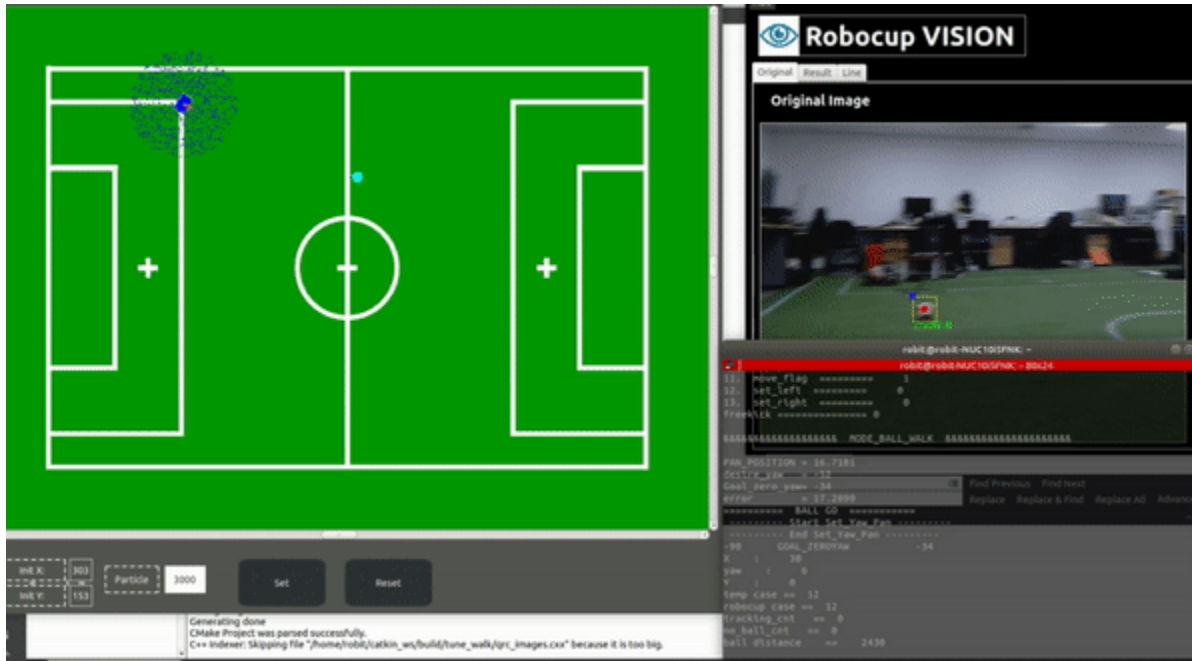 Robocup VISION
Original Result Line
Original Image
robit@robit-NUC10i5FNK: ~
robit@robit-NUC10i5FNK: ~ 80x24
11. move_flag ========= 1
12. set_left ========= 0
13. set_right ========= 0
freekick =============== 0
MODE_BALL_WALK
PAN_POSITION = 16.7101
desire_yaw = -52
Goal_zero_yaw= -34
error = 17.2899
Find Previous Find Next
Replace Replace & Find Replace All
========== BALL GO ===========
--------- Start Set_Yaw_Pan ---------
--------- End Set_Yaw_Pan ---------
-90 GOAL_ZEROYAW -34
X : 30
yaw : 6
Y : 0
temp case == 12
robocup case == 12
tracking_cnt == 0
no_ball_cnt == 0
ball distance == 2430
Init X: 303
Particle 3000 Set Reset
Init Y: 153
Generating done
CMake Project was parsed successfully.
C++ Indexer: Skipping file "/home/robit/catkin_ws/build/tune_walk/qrc_images.cxx" because it is too big.